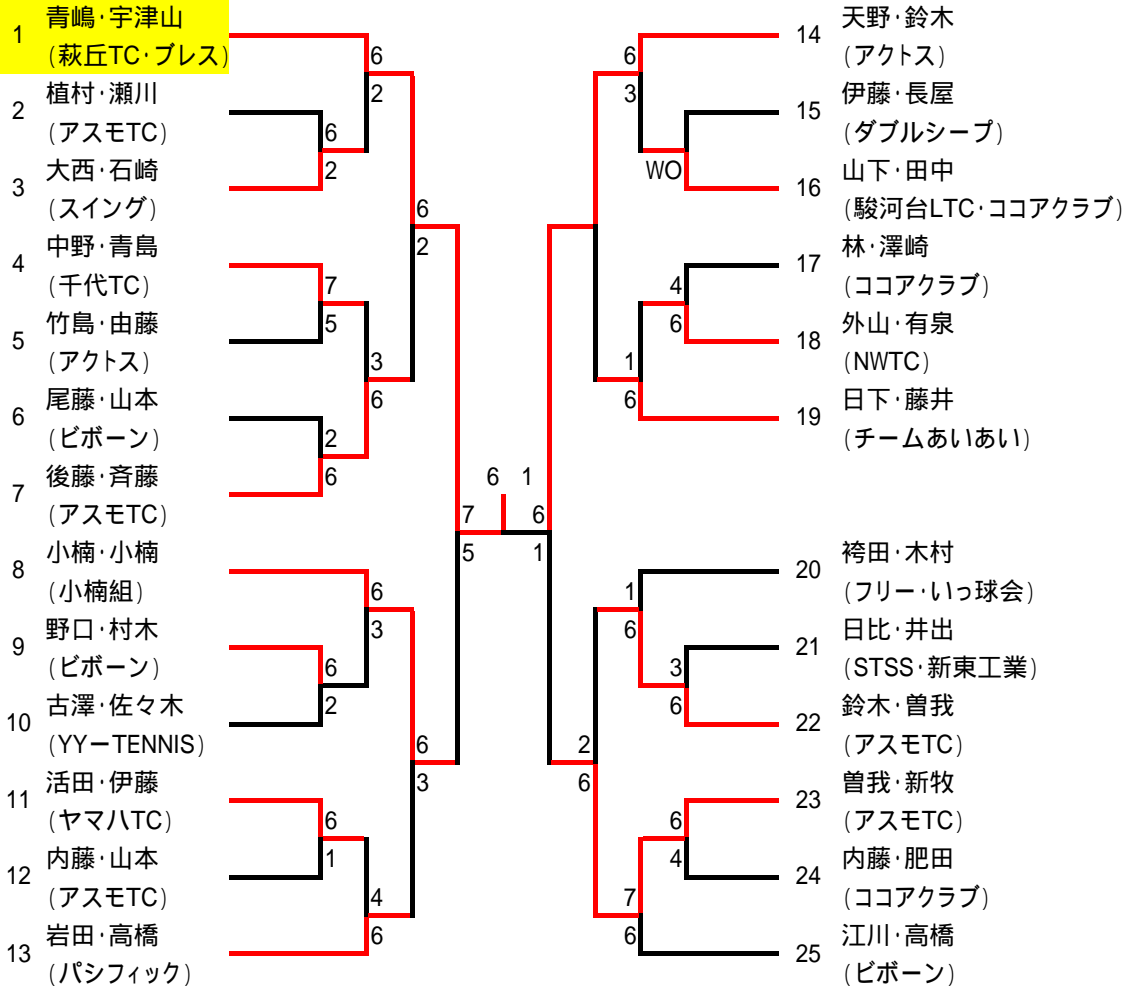 1
青嶋・宇津山
(萩丘TC・ブレス)
2
植村・瀬川
(アスモTC)
3
大西・石崎
(スイング)
4
中野・青島
(千代TC)
5
竹島・由藤
(アクトス)
6
尾藤・山本
(ビボーン)
7
後藤・斉藤
(アスモTC)
8
小楠・小楠
(小楠組)
9
野口・村木
(ビボーン)
10
古澤・佐々木
(YYーTENNIS)
11
活田・伊藤
(ヤマハTC)
12
内藤・山本
(アスモTC)
13
岩田・高橋
(パシフィック)
6
2
6
2
6
2
7
5
3
6
2
6
7
5
6
3
6
2
6
3
6
1
4
6
6 1
6
1
6
3
WO
4
6
1
6
1
6
3
6
2
6
6
4
7
6
14
天野・鈴木
(アクトス)
15
伊藤・長屋
(ダブルシープ)
16
山下・田中
(駿河台LTC・ココアクラブ)
17
林・澤崎
(ココアクラブ)
18
外山・有泉
(NWTC)
19
日下・藤井
(チームあいあい)
20
袴田・木村
(フリー・いっ球会)
21
日比・井出
(STSS・新東工業)
22
鈴木・曽我
(アスモTC)
23
曽我・新牧
(アスモTC)
24
内藤・肥田
(ココアクラブ)
25
江川・高橋
(ビボーン)